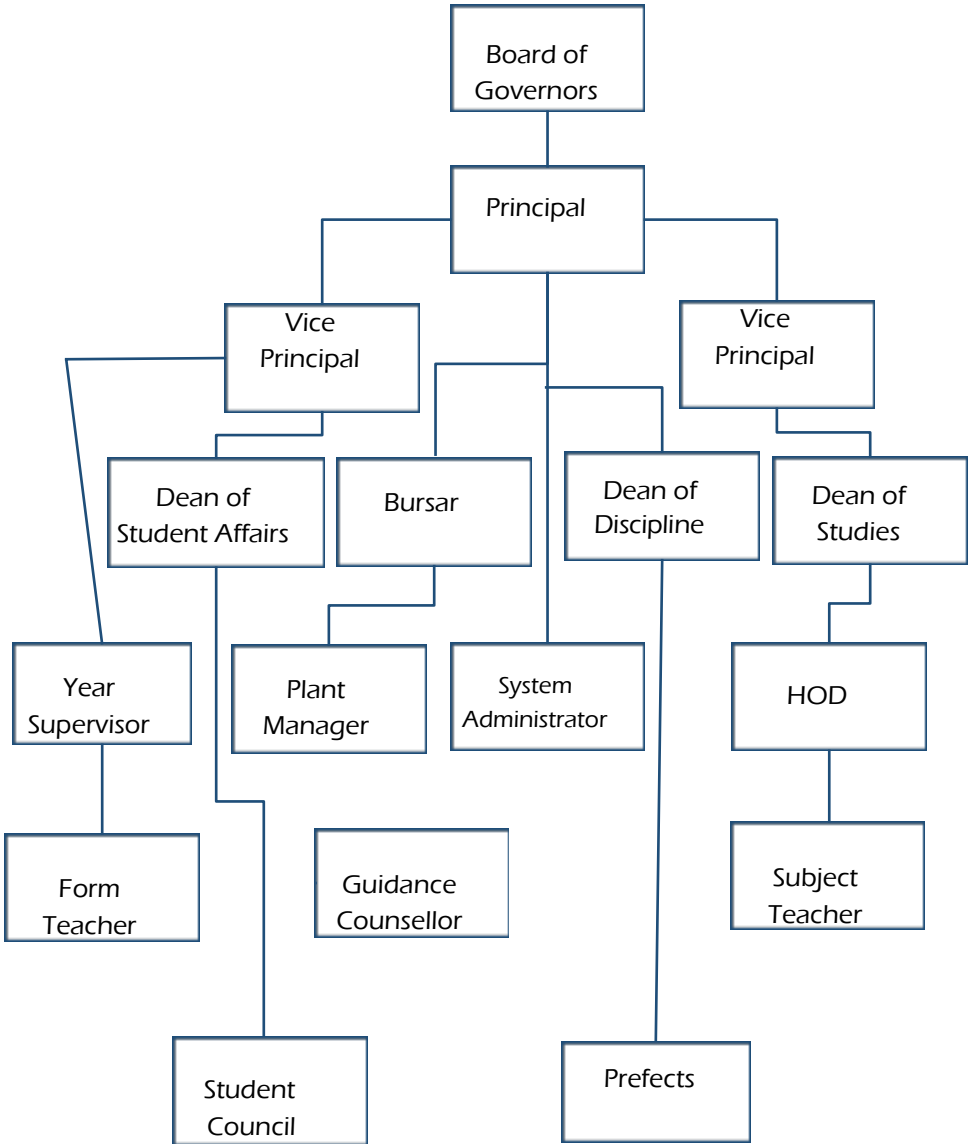 Board of
Governors
Principal
Vice
Principal
Vice
Principal
Dean of
Student Affairs
Bursar
Dean of
Discipline
Dean of
Studies
Year
Supervisor
Plant
Manager
System
Administrator
HOD
Form
Teacher
Guidance
Counsellor
Subject
Teacher
Student
Council
Prefects